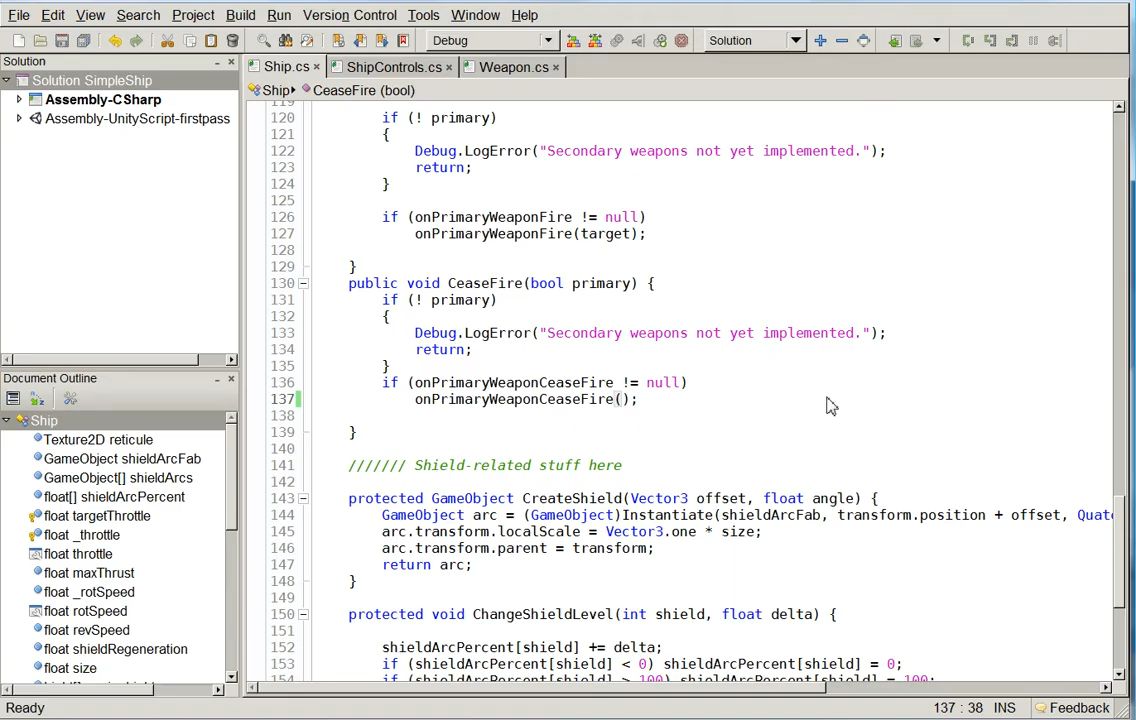 File Edit View Search Project Build Run Version Control Tools Window Help
Debug Solution
Solution
Solution SimpleShip
Assembly-CSharp
Assembly-UnityScript-firstpass
Document Outline
Ship
Texture2D reticule
GameObject shieldArcFab
GameObject[] shieldArcs
float[] shieldArcPercent
float targetThrottle
float _throttle
float throttle
float maxThrust
float _rotSpeed
float rotSpeed
float revSpeed
float shieldRegeneration
float size
Ship.cs × ShipControls.cs × Weapon.cs ×
Ship CeaseFire (bool)
119
120 if (! primary)
121 {
122 Debug.LogError("Secondary weapons not yet implemented.");
123 return;
124 }
125
126 if (onPrimaryWeaponFire != null)
127 onPrimaryWeaponFire(target);
128
129 }
130 public void CeaseFire(bool primary) {
131 if (! primary)
132 {
133 Debug.LogError("Secondary weapons not yet implemented.");
134 return;
135 }
136 if (onPrimaryWeaponCeaseFire != null)
137 onPrimaryWeaponCeaseFire();
138
139 }
140
141 /////// Shield-related stuff here
142
143 protected GameObject CreateShield(Vector3 offset, float angle) {
144 GameObject arc = (GameObject)Instantiate(shieldArcFab, transform.position + offset, Quat
145 arc.transform.localScale = Vector3.one * size;
146 arc.transform.parent = transform;
147 return arc;
148 }
149
150 protected void ChangeShieldLevel(int shield, float delta) {
151
152 shieldArcPercent[shield] += delta;
153 if (shieldArcPercent[shield] < 0) shieldArcPercent[shield] = 0;
154 if (shieldArcPercent[shield] > 100) shieldArcPercent[shield] = 100;
Ready 137 : 38 INS Feedback